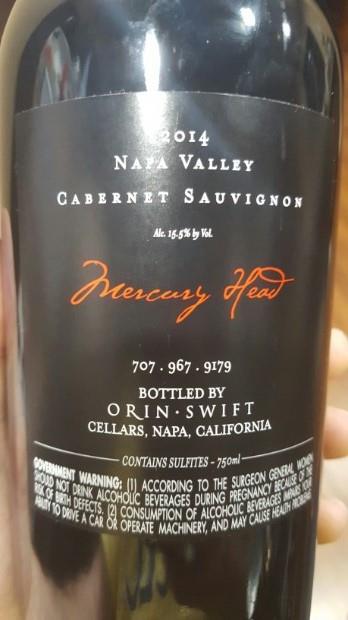 2014
NAPA VALLEY
CABERNET SAUVIGNON
Alc. 15.5% by Vol.
Mercury Head
707 . 967 . 9179
BOTTLED BY
ORIN · SWIFT
CELLARS, NAPA, CALIFORNIA
CONTAINS SULFITES - 750ml
GOVERNMENT WARNING: (1) ACCORDING TO THE SURGEON GENERAL, WOMEN
SHOULD NOT DRINK ALCOHOLIC BEVERAGES DURING PREGNANCY BECAUSE OF THE
RISK OF BIRTH DEFECTS. (2) CONSUMPTION OF ALCOHOLIC BEVERAGES IMPAIRS YOUR
ABILITY TO DRIVE A CAR OR OPERATE MACHINERY, AND MAY CAUSE HEALTH PROBLEMS.